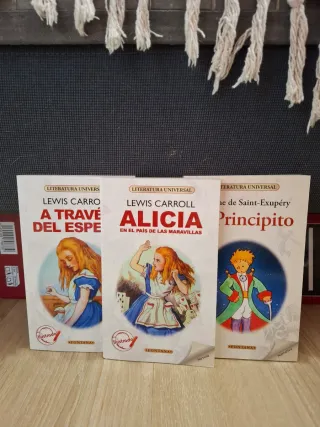 LITERATURA UNIVERSAL
LEWIS CARRO
A TRAVÉ
DEL ESPE
LITERATURA UNIVERSAL
LEWIS CARROLL
ALICIA
EN EL PAÍS DE LAS MARAVILLAS
LITERATURA UNIVERSAL
ne de Saint-Exupéry
Principito